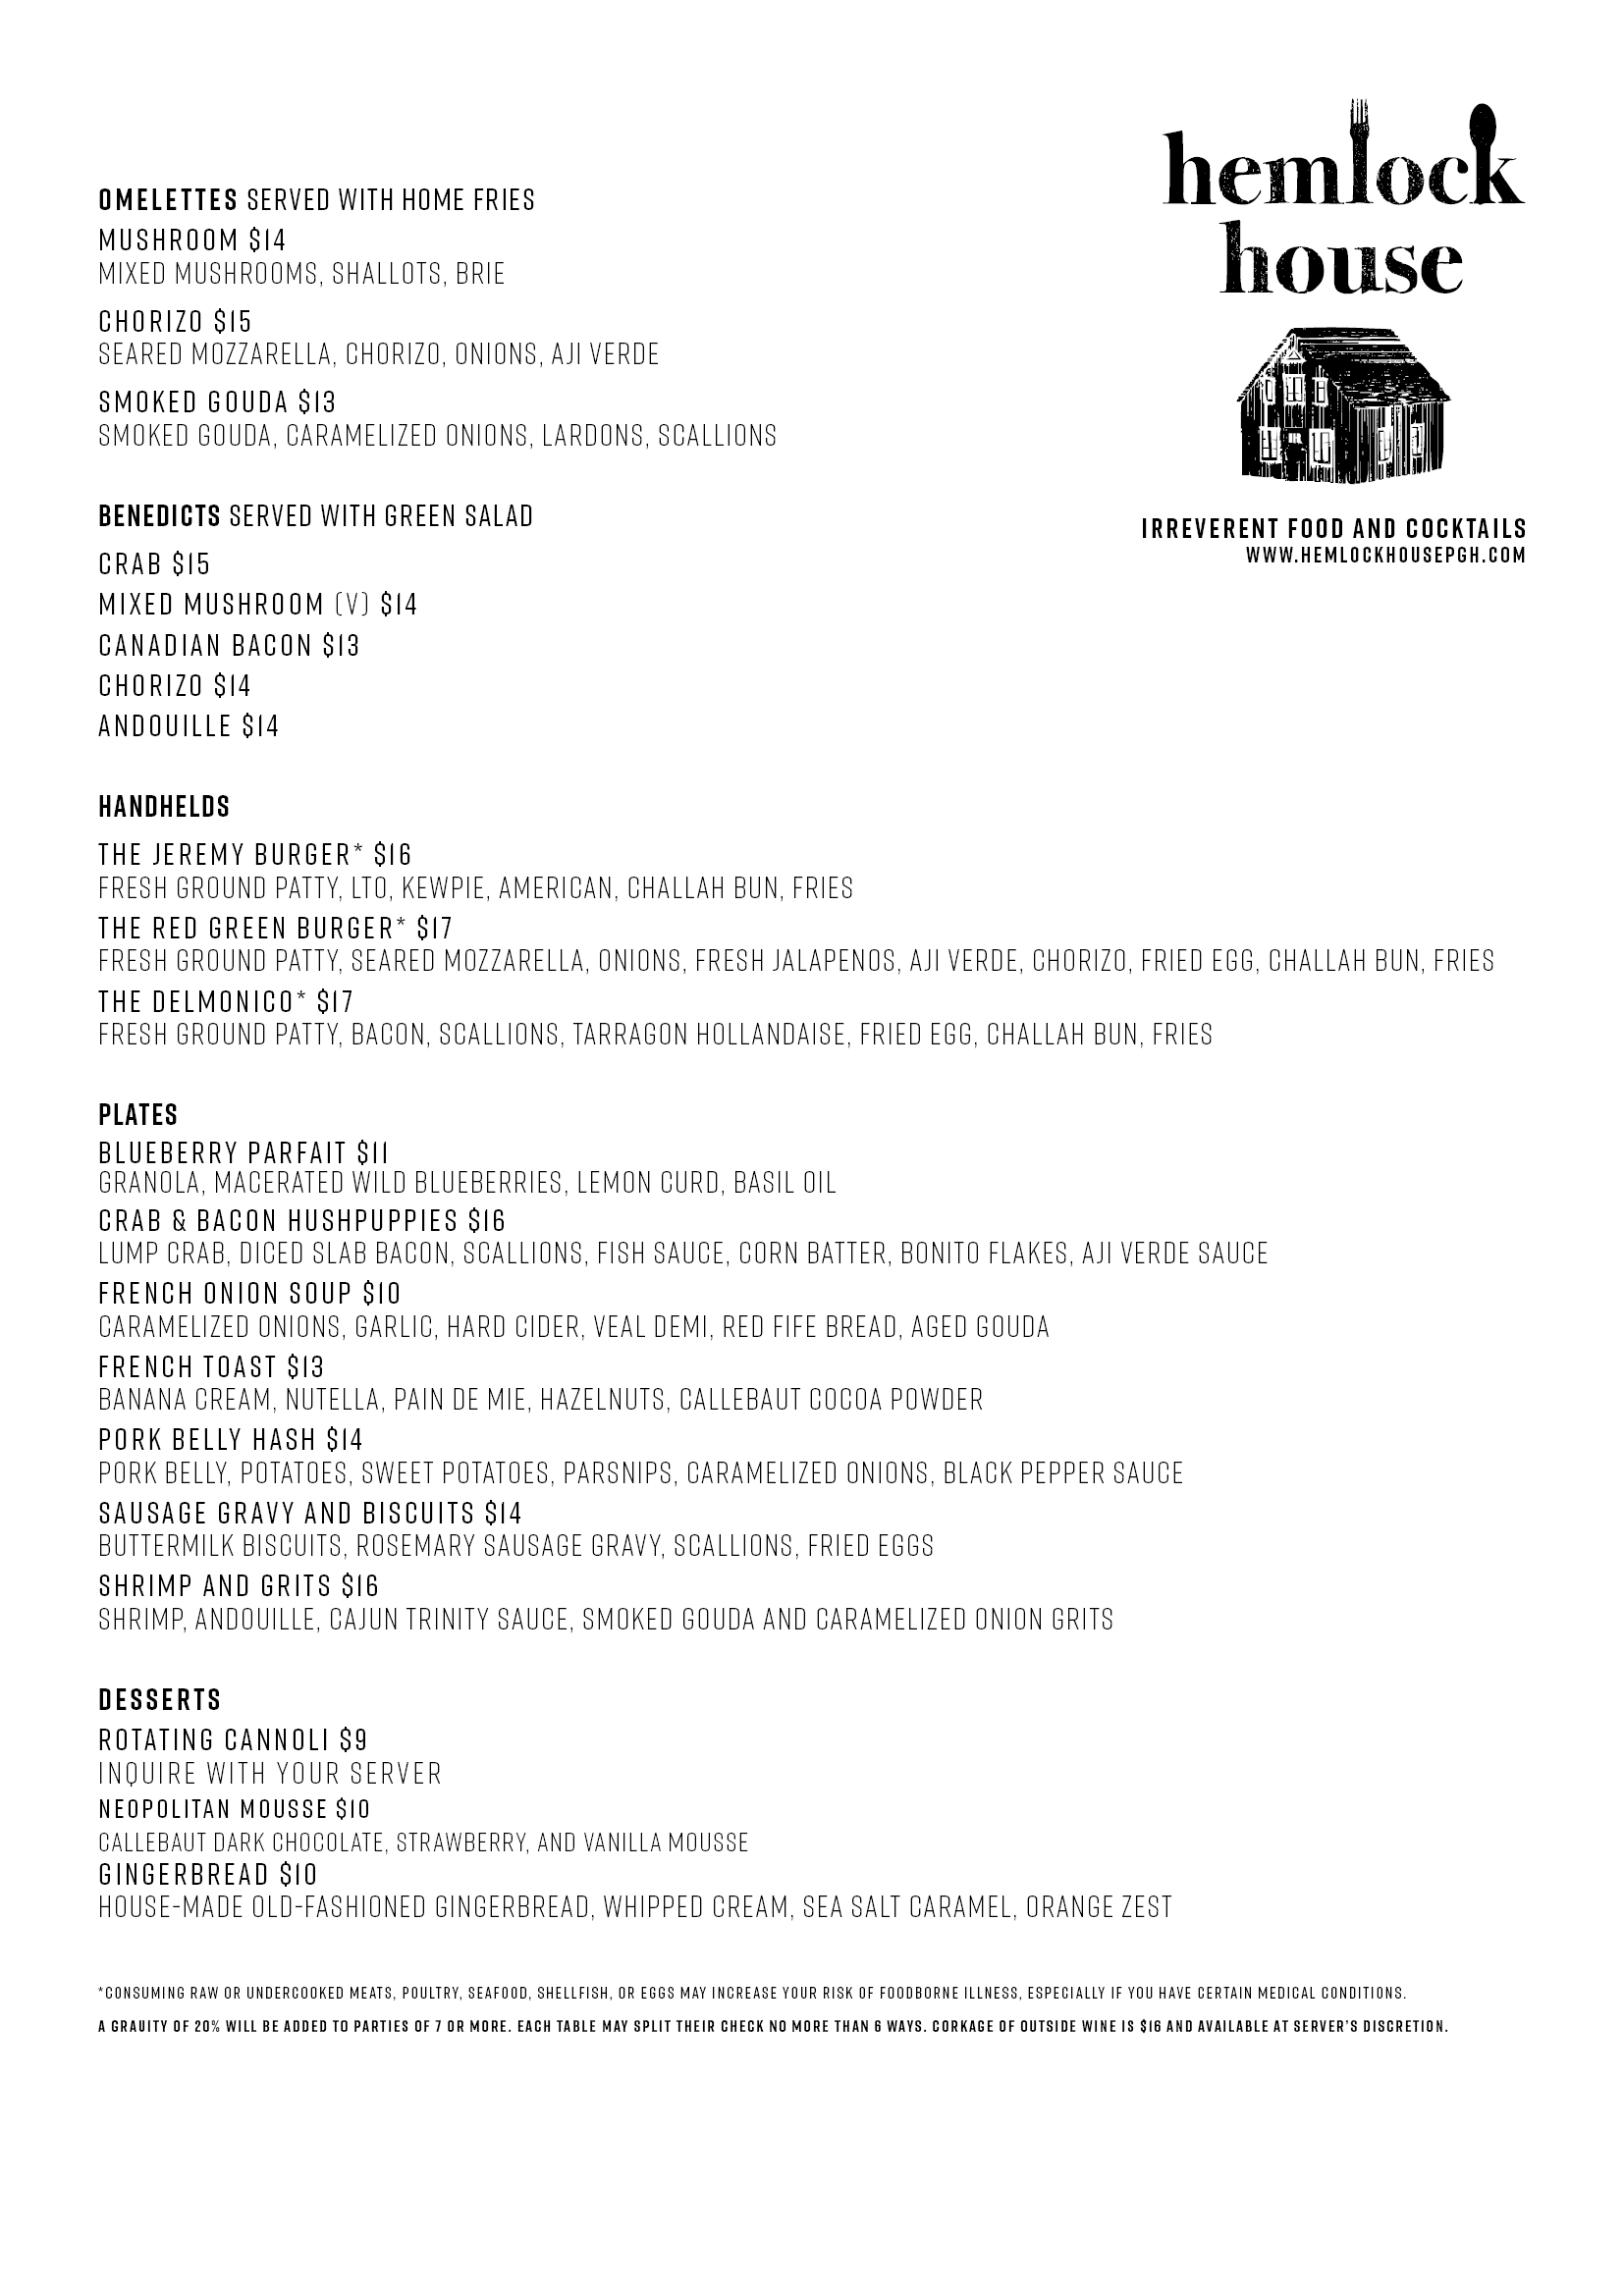 hemlock
house
IRREVERENT FOOD AND COCKTAILS
WWW.HEMLOCKHOUSEPGH.COM
OMELETTES SERVED WITH HOME FRIES
MUSHROOM $14
MIXED MUSHROOMS, SHALLOTS, BRIE
CHORIZO $15
SEARED MOZZARELLA, CHORIZO, ONIONS, AJI VERDE
SMOKED GOUDA $13
SMOKED GOUDA, CARAMELIZED ONIONS, LARDONS, SCALLIONS
BENEDICTS SERVED WITH GREEN SALAD
CRAB $15
MIXED MUSHROOM (V) $14
CANADIAN BACON $13
CHORIZO $14
ANDOUILLE $14
HANDHELDS
THE JEREMY BURGER* $16
FRESH GROUND PATTY, LTO, KEWPIE, AMERICAN, CHALLAH BUN, FRIES
THE RED GREEN BURGER* $17
FRESH GROUND PATTY, SEARED MOZZARELLA, ONIONS, FRESH JALAPENOS, AJI VERDE, CHORIZO, FRIED EGG, CHALLAH BUN, FRIES
THE DELMONICO* $17
FRESH GROUND PATTY, BACON, SCALLIONS, TARRAGON HOLLANDAISE, FRIED EGG, CHALLAH BUN, FRIES
PLATES
BLUEBERRY PARFAIT $11
GRANOLA, MACERATED WILD BLUEBERRIES, LEMON CURD, BASIL OIL
CRAB & BACON HUSHPUPPIES $16
LUMP CRAB, DICED SLAB BACON, SCALLIONS, FISH SAUCE, CORN BATTER, BONITO FLAKES, AJI VERDE SAUCE
FRENCH ONION SOUP $10
CARAMELIZED ONIONS, GARLIC, HARD CIDER, VEAL DEMI, RED FIFE BREAD, AGED GOUDA
FRENCH TOAST $13
BANANA CREAM, NUTELLA, PAIN DE MIE, HAZELNUTS, CALLEBAUT COCOA POWDER
PORK BELLY HASH $14
PORK BELLY, POTATOES, SWEET POTATOES, PARSNIPS, CARAMELIZED ONIONS, BLACK PEPPER SAUCE
SAUSAGE GRAVY AND BISCUITS $14
BUTTERMILK BISCUITS, ROSEMARY SAUSAGE GRAVY, SCALLIONS, FRIED EGGS
SHRIMP AND GRITS $16
SHRIMP, ANDOUILLE, CAJUN TRINITY SAUCE, SMOKED GOUDA AND CARAMELIZED ONION GRITS
DESSERTS
ROTATING CANNOLI $9
INQUIRE WITH YOUR SERVER
NEOPOLITAN MOUSSE $10
CALLEBAUT DARK CHOCOLATE, STRAWBERRY, AND VANILLA MOUSSE
GINGERBREAD $10
HOUSE-MADE OLD-FASHIONED GINGERBREAD, WHIPPED CREAM, SEA SALT CARAMEL, ORANGE ZEST
*CONSUMING RAW OR UNDERCOOKED MEATS, POULTRY, SEAFOOD, SHELLFISH, OR EGGS MAY INCREASE YOUR RISK OF FOODBORNE ILLNESS, ESPECIALLY IF YOU HAVE CERTAIN MEDICAL CONDITIONS.
A GRAUITY OF 20% WILL BE ADDED TO PARTIES OF 7 OR MORE. EACH TABLE MAY SPLIT THEIR CHECK NO MORE THAN 6 WAYS. CORKAGE OF OUTSIDE WINE IS $16 AND AVAILABLE AT SERVER'S DISCRETION.